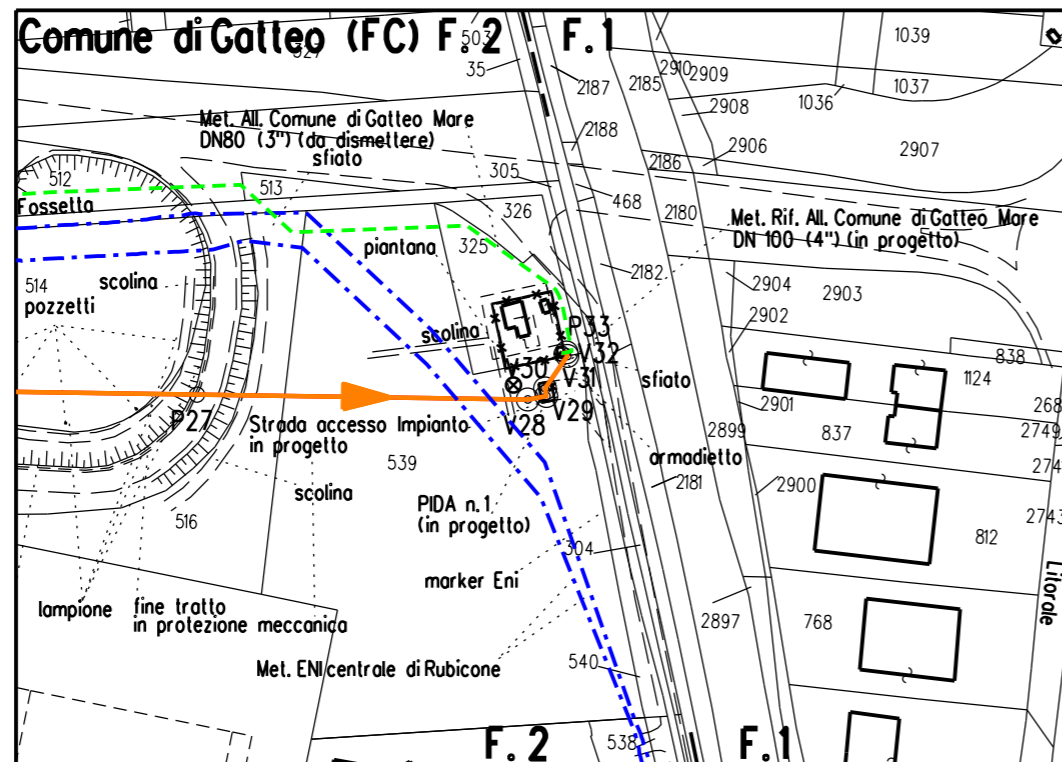 Comune di Gatteo (FC) F. 2 F.1
503
527
35
1039
2187
2185
2910
2909
1037
2908
1036
Met. All. Comune di Gatteo Mare
DN80 (3") (da dismettere)
sfiato
2188
2906
2907
2186
305
512
513
468
326
2180
Fossetta
Met. Rif. All. Comune di Gatteo Mare
DN 100 (4") (in progetto)
piantana
325
2182
514
scolina
2904
2903
pozzetti
2902
scolina
P33
V32
838
V30
V31
sfiato
1124
268
2901
P27
V29
V28
Strada accesso Impianto
in progetto
2899
837
2749
539
armadietto
274
scolina
2181
2900
PIDA n.1
(in progetto)
516
2743
812
304
marker Eni
Litorale
lampione
fine tratto
in protezione meccanica
2897
768
Met. ENI centrale di Rubicone
540
538
F. 2
F.1